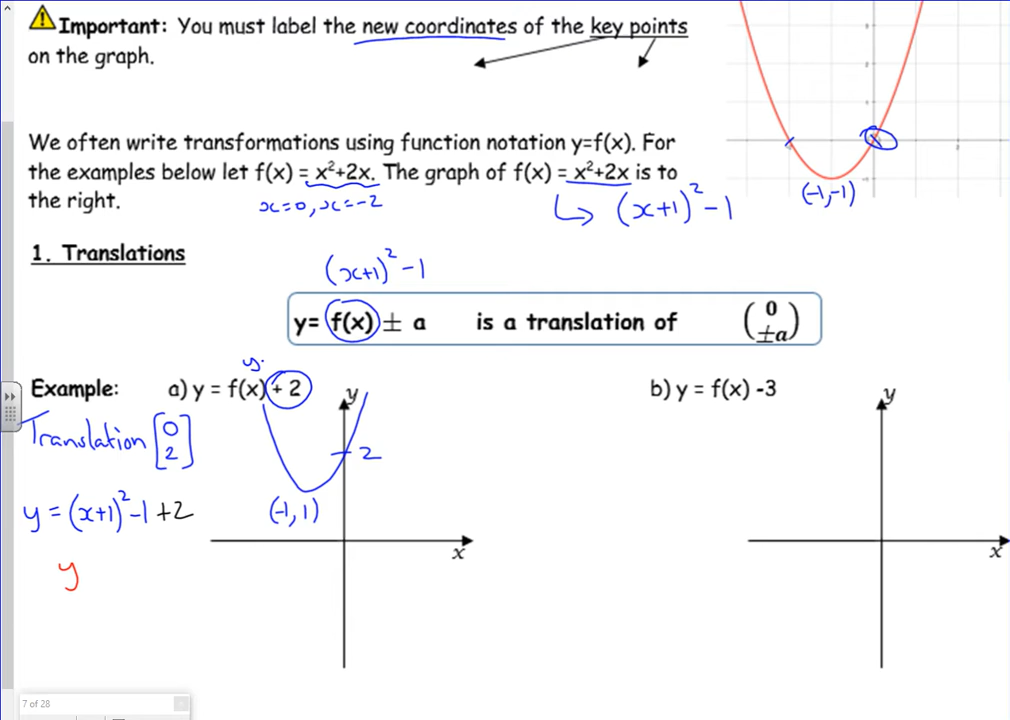 ⚠Important: You must label the new coordinates of the key points
on the graph.
We often write transformations using function notation y=f(x). For
the examples below let f(x) = x²+2x. The graph of f(x) = x²+2x is to
the right.
x=0, x=-2
↳ (x+1)² -1
(-1,-1)
1. Translations
(x+1)² -1
y= f(x) ± a is a translation of (0 ±a)
y.
Example: a) y = f(x) + 2
y
b) y = f(x) -3
y
Translation [0 2]
2
y = (x+1)² -1 +2
(-1, 1)
x
x
y
7 of 28